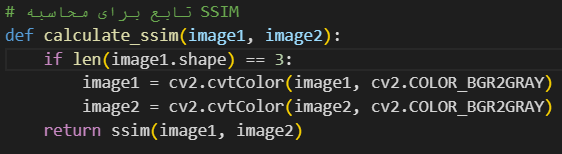 # تابع برای محاسبه SSIM
def calculate_ssim(image1, image2):
    if len(image1.shape) == 3:
        image1 = cv2.cvtColor(image1, cv2.COLOR_BGR2GRAY)
        image2 = cv2.cvtColor(image2, cv2.COLOR_BGR2GRAY)
    return ssim(image1, image2)